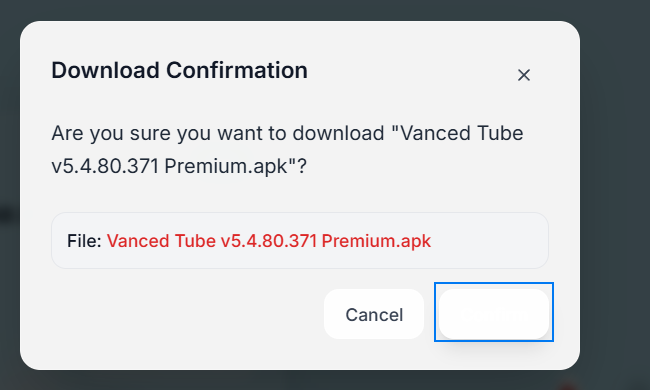 Download Confirmation
Are you sure you want to download "Vanced Tube
v5.4.80.371 Premium.apk"?
File: Vanced Tube v5.4.80.371 Premium.apk
Cancel